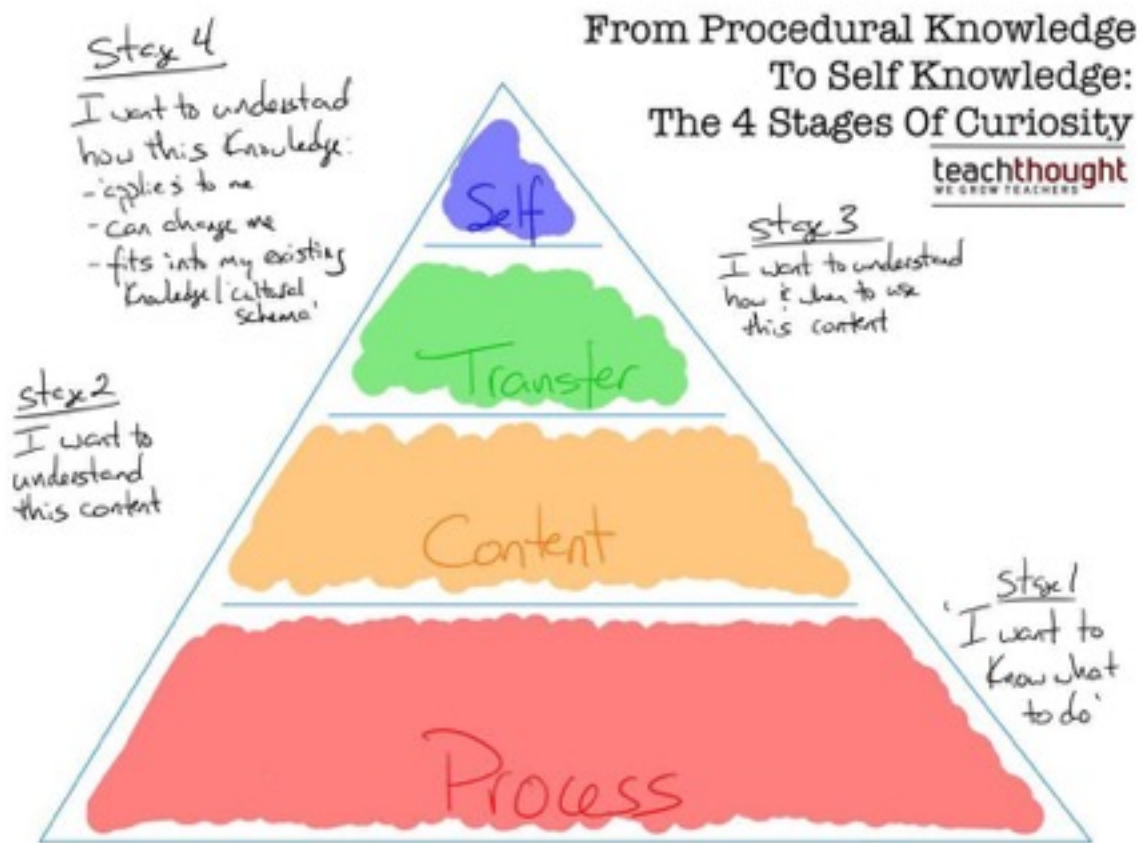 From Procedural Knowledge
To Self Knowledge:
The 4 Stages Of Curiosity
teachthought
WE GROW TEACHERS
Stage 4
I want to understand
how this Knowledge:
- applies to me
- can change me
- fits into my existing
Knowledge/'cultural
schema'
Self
stage 3
I want to understand
how & when to use
this content
Transfer
stage 2
I want to
understand
this content
Content
Stage 1
'I want to
Know what
to do'
Process